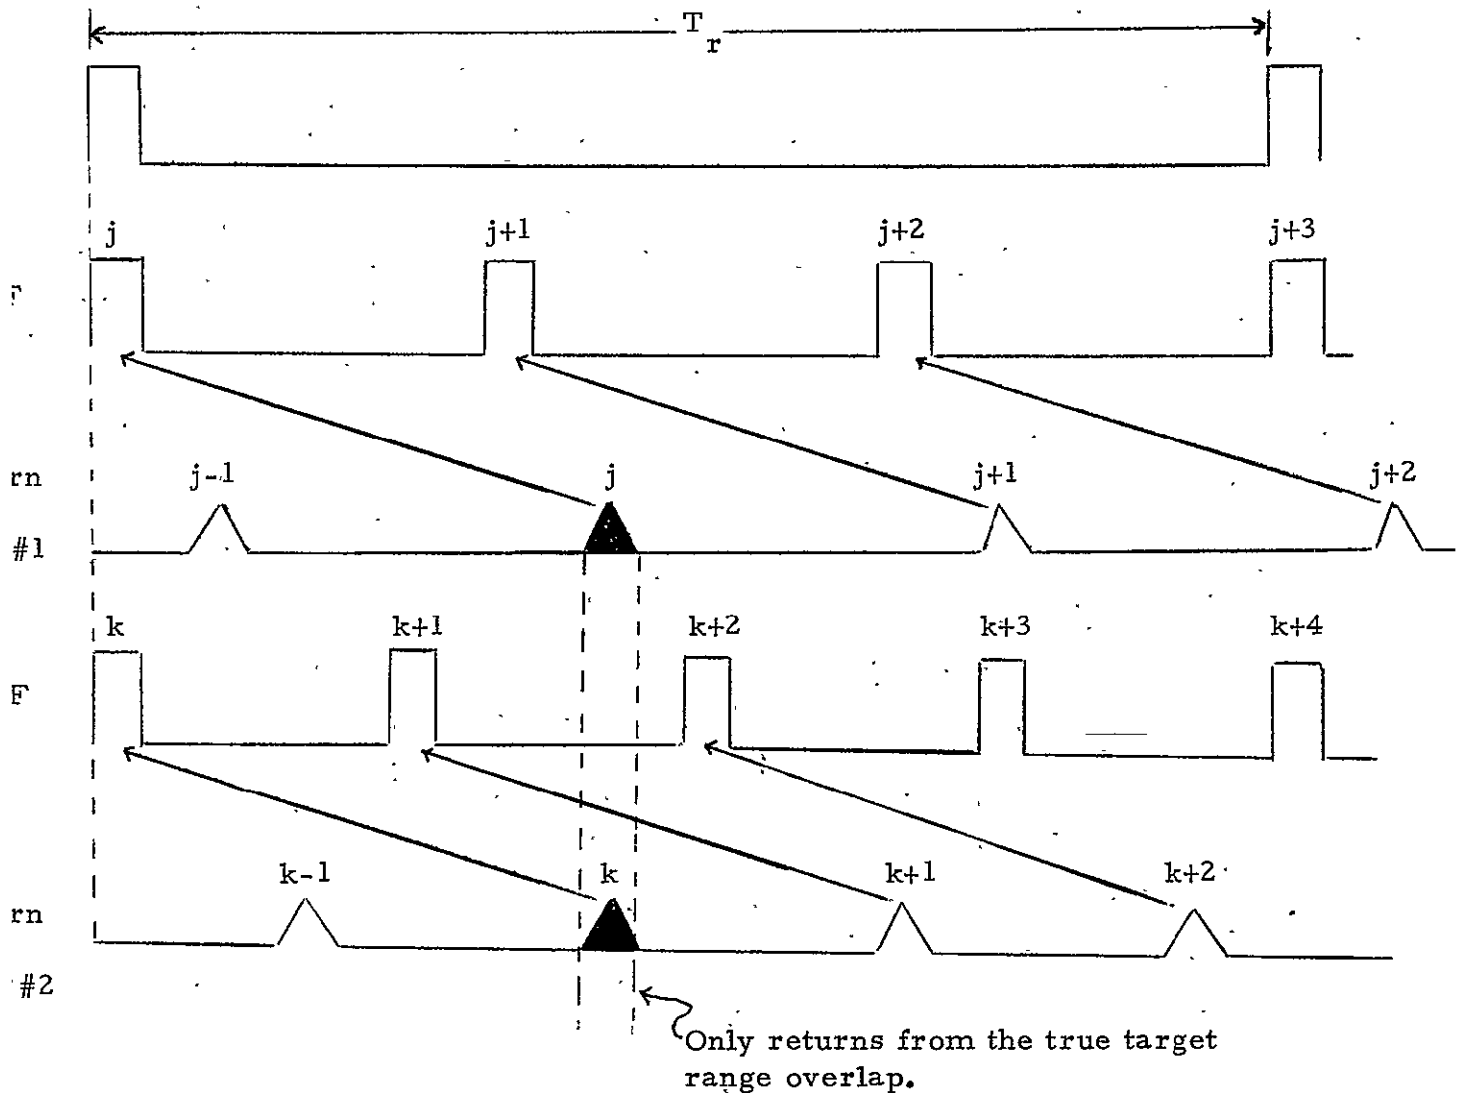 T_r
j j+1 j+2 j+3
F
j-1 j j+1 j+2
rn
#1
k k+1 k+2 k+3 k+4
F
k-1 k k+1 k+2
rn
#2
Only returns from the true target
range overlap.